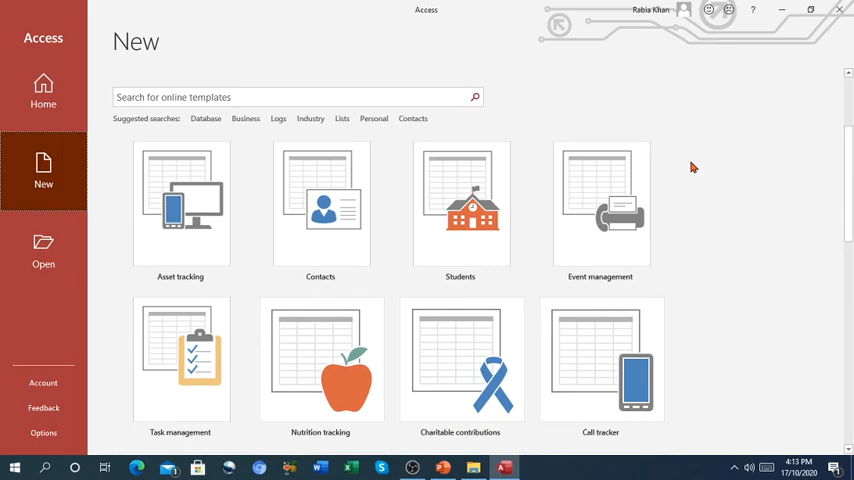 Access
Rabia Khan
?
Access
New
Home
Search for online templates
Suggested searches: Database Business Logs Industry Lists Personal Contacts
New
Open
Asset tracking
Contacts
Students
Event management
Task management
Nutrition tracking
Charitable contributions
Call tracker
Account
Feedback
Options
4:13 PM
17/10/2020